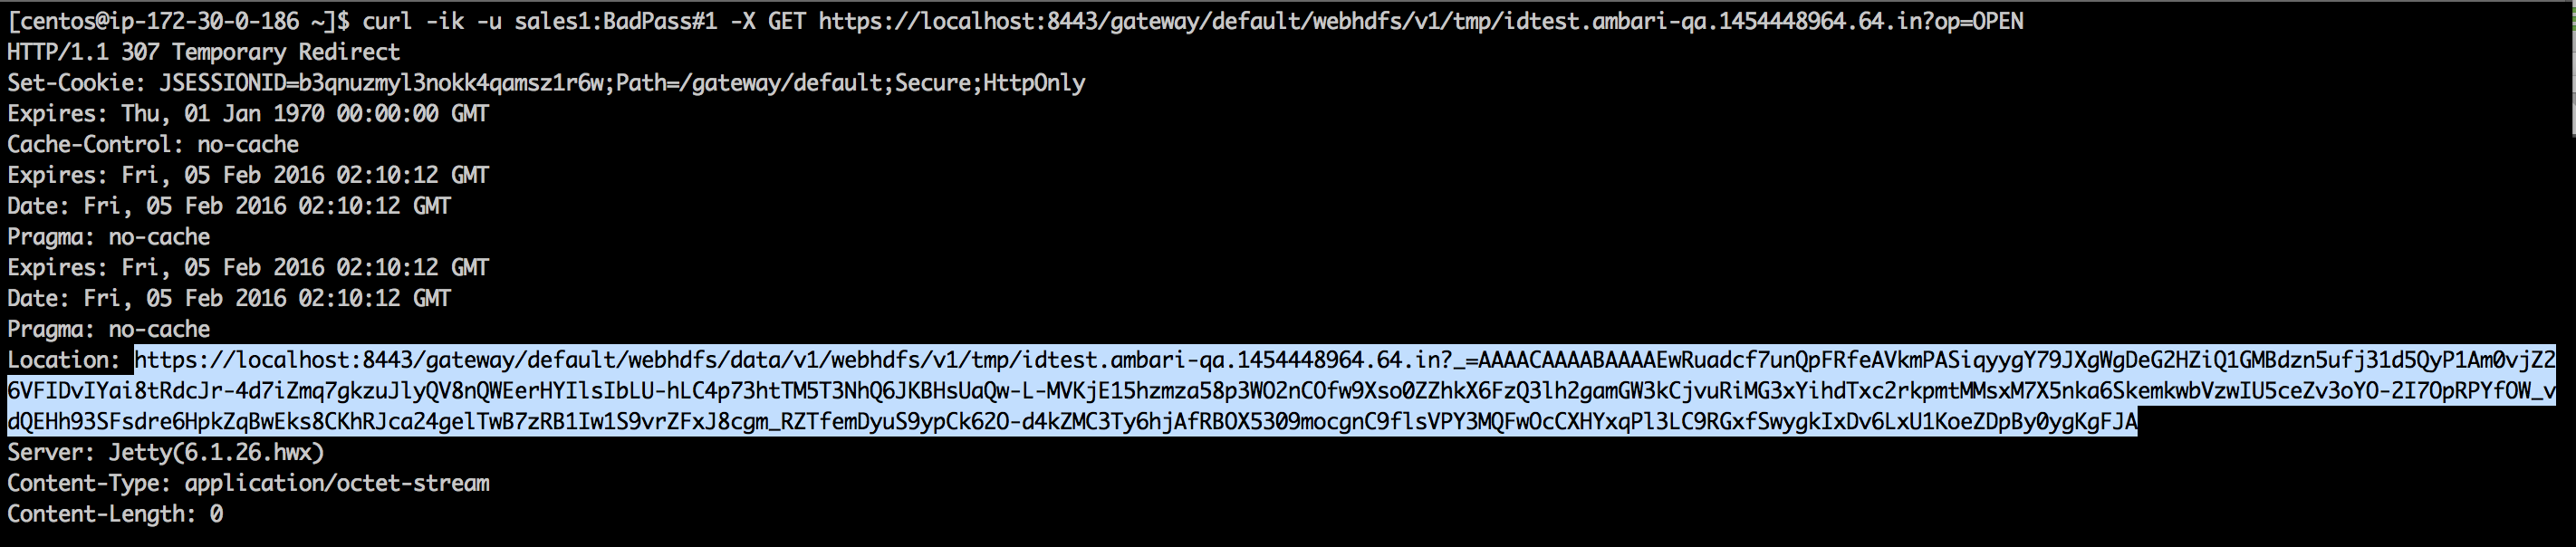 [centos@ip-172-30-0-186 ~]$ curl -ik -u sales1:BadPass#1 -X GET https://localhost:8443/gateway/default/webhdfs/v1/tmp/idtest.ambari-qa.1454448964.64.in?op=OPEN
HTTP/1.1 307 Temporary Redirect
Set-Cookie: JSESSIONID=b3qnuzmyl3nokk4qamsz1r6w;Path=/gateway/default;Secure;HttpOnly
Expires: Thu, 01 Jan 1970 00:00:00 GMT
Cache-Control: no-cache
Expires: Fri, 05 Feb 2016 02:10:12 GMT
Date: Fri, 05 Feb 2016 02:10:12 GMT
Pragma: no-cache
Expires: Fri, 05 Feb 2016 02:10:12 GMT
Date: Fri, 05 Feb 2016 02:10:12 GMT
Pragma: no-cache
Location: https://localhost:8443/gateway/default/webhdfs/data/v1/webhdfs/v1/tmp/idtest.ambari-qa.1454448964.64.in?_=AAAACAAAABAAAAEwRuadcf7unQpFRfeAVkmPASiqyygY79JXgWgDeG2HZiQ1GMBdzn5ufj31d5QyP1Am0vjZ2
6VFIDvIYai8tRdcJr-4d7iZmq7gkzuJlyQV8nQWEerHYIlsIbLU-hLC4p73htTM5T3NhQ6JKBHsUaQw-L-MVKjE15hzmza58p3WO2nCOfw9Xso0ZZhkX6FzQ3lh2gamGW3kCjvuRiMG3xYihdTxc2rkpmtMMsxM7X5nka6SkemkwbVzwIU5ceZv3oYO-2I7OpRPYfOW_v
dQEHh93SFsdre6HpkZqBwEks8CKhRJca24gelTwB7zRB1Iw1S9vrZFxJ8cgm_RZTfemDyuS9ypCk62O-d4kZMC3Ty6hjAfRBOX5309mocgnC9flsVPY3MQFwOcCXHYxqPl3LC9RGxfSwygkIxDv6LxU1KoeZDpBy0ygKgFJA
Server: Jetty(6.1.26.hwx)
Content-Type: application/octet-stream
Content-Length: 0